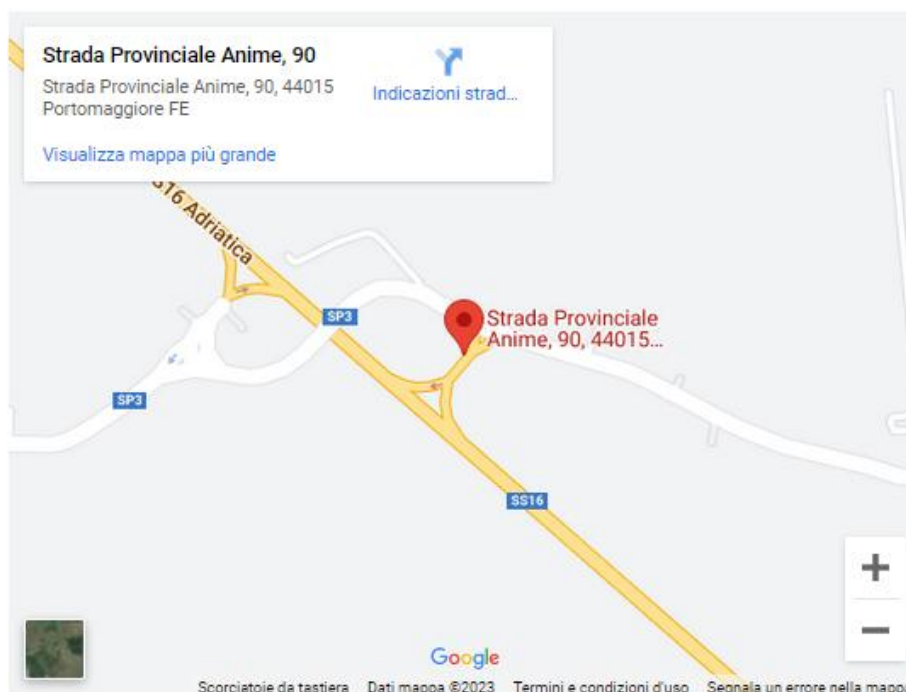 Strada Provinciale Anime, 90
Strada Provinciale Anime, 90, 44015
Portomaggiore FE
Indicazioni strad...
Visualizza mappa più grande
S16 Adriatica
SP3
Strada Provinciale
Anime, 90, 44015...
SP3
SS16
+
−
Google
Scorciatoie da tastiera Dati mappa ©2023 Termini e condizioni d'uso Segnala un errore nella mappa